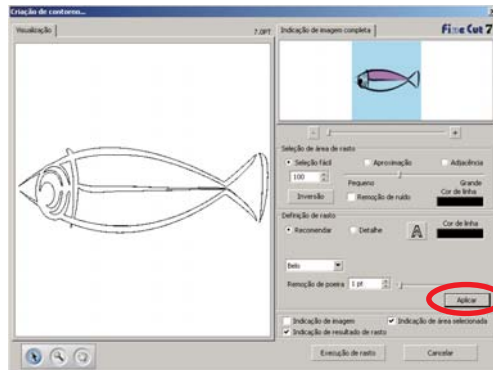 Criação de contorno...
Visualização
7.0PT
Indicação de imagem completa
Fine Cut 7
-
+
Seleção de área de rasto
Seleção fácil
Aproximação
Adjacência
100
Pequeno
Grande
Inversão
Remoção de ruído
Cor de linha
Definição de rasto
Recomendar
Detalhe
A
Cor de linha
Belo
Remoção de poeira
1 pt
Aplicar
Indicação de imagem
Indicação de área selecionada
Indicação de resultado de rasto
Execução de rasto
Cancelar